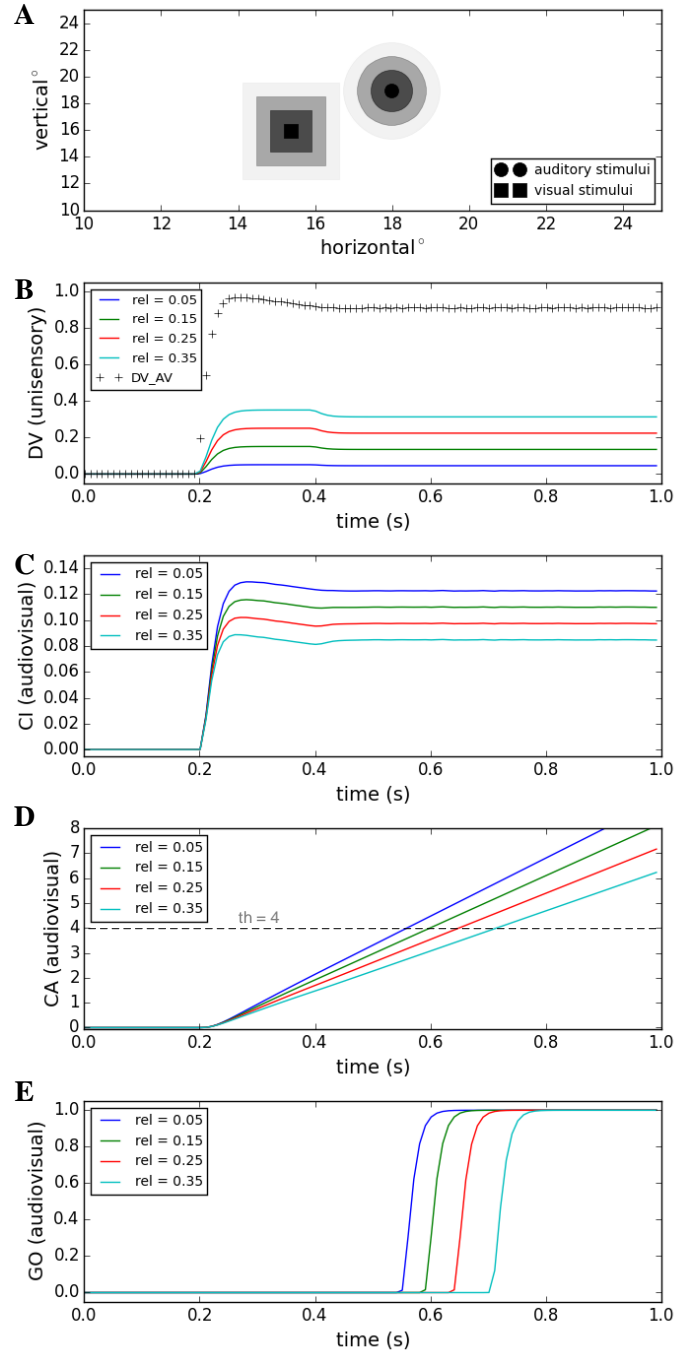 A
24
22
20
18
16
14
12
10
vertical°
10 12 14 16 18 20 22 24
horizontal°
auditory stimului
visual stimului
B
1.0
0.8
0.6
0.4
0.2
0.0
DV (unisensory)
rel = 0.05
rel = 0.15
rel = 0.25
rel = 0.35
+ + DV_AV
0.0 0.2 0.4 0.6 0.8 1.0
time (s)
C
0.14
0.12
0.10
0.08
0.06
0.04
0.02
0.00
CI (audiovisual)
rel = 0.05
rel = 0.15
rel = 0.25
rel = 0.35
0.0 0.2 0.4 0.6 0.8 1.0
time (s)
D
8
7
6
5
4
3
2
1
0
CA (audiovisual)
rel = 0.05
rel = 0.15
rel = 0.25
rel = 0.35
th = 4
0.0 0.2 0.4 0.6 0.8 1.0
time (s)
E
1.0
0.8
0.6
0.4
0.2
0.0
GO (audiovisual)
rel = 0.05
rel = 0.15
rel = 0.25
rel = 0.35
0.0 0.2 0.4 0.6 0.8 1.0
time (s)